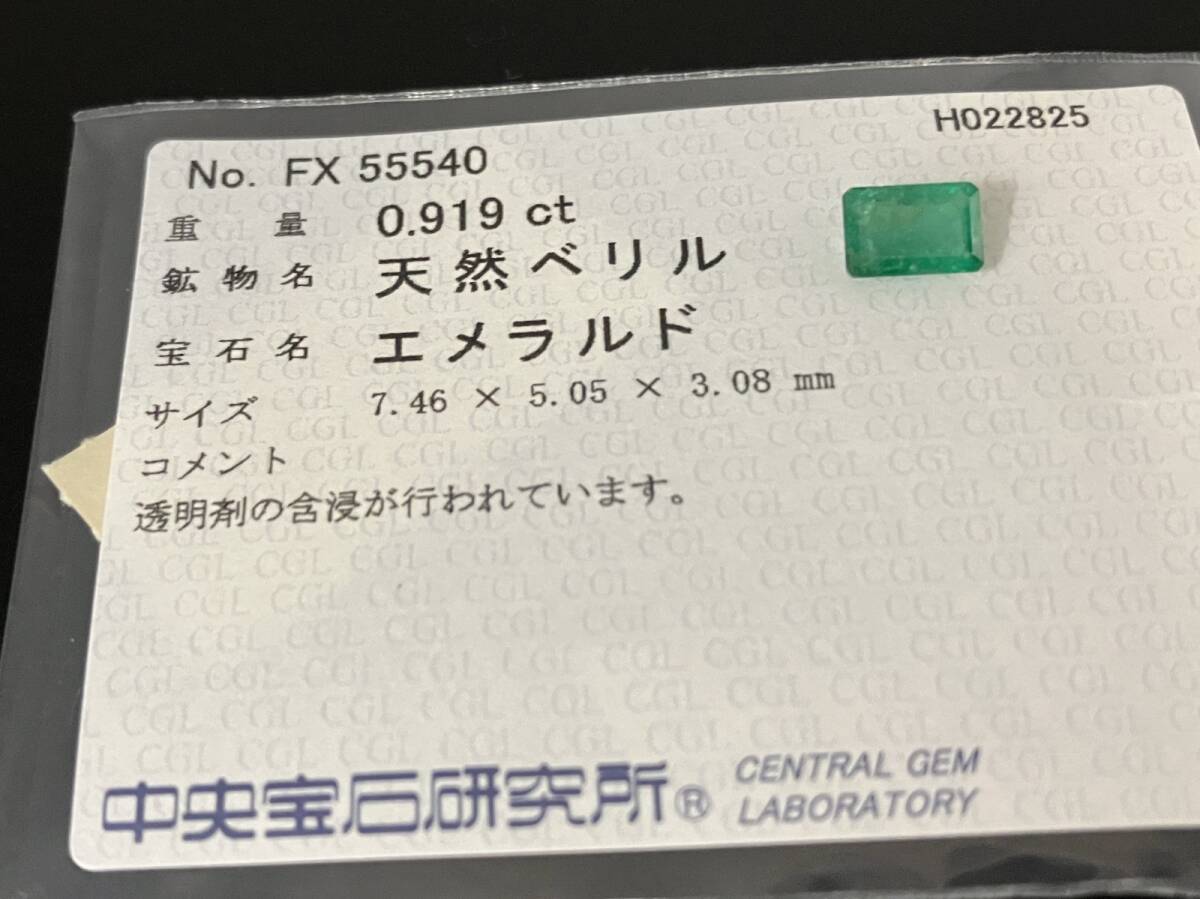 H022825
No. FX 55540
重量 0.919 ct
鉱物名 天然ベリル
宝石名 エメラルド
サイズ 7.46 × 5.05 × 3.08 mm
コメント
透明剤の含浸が行われています。
中央宝石研究所® CENTRAL GEM
LABORATORY